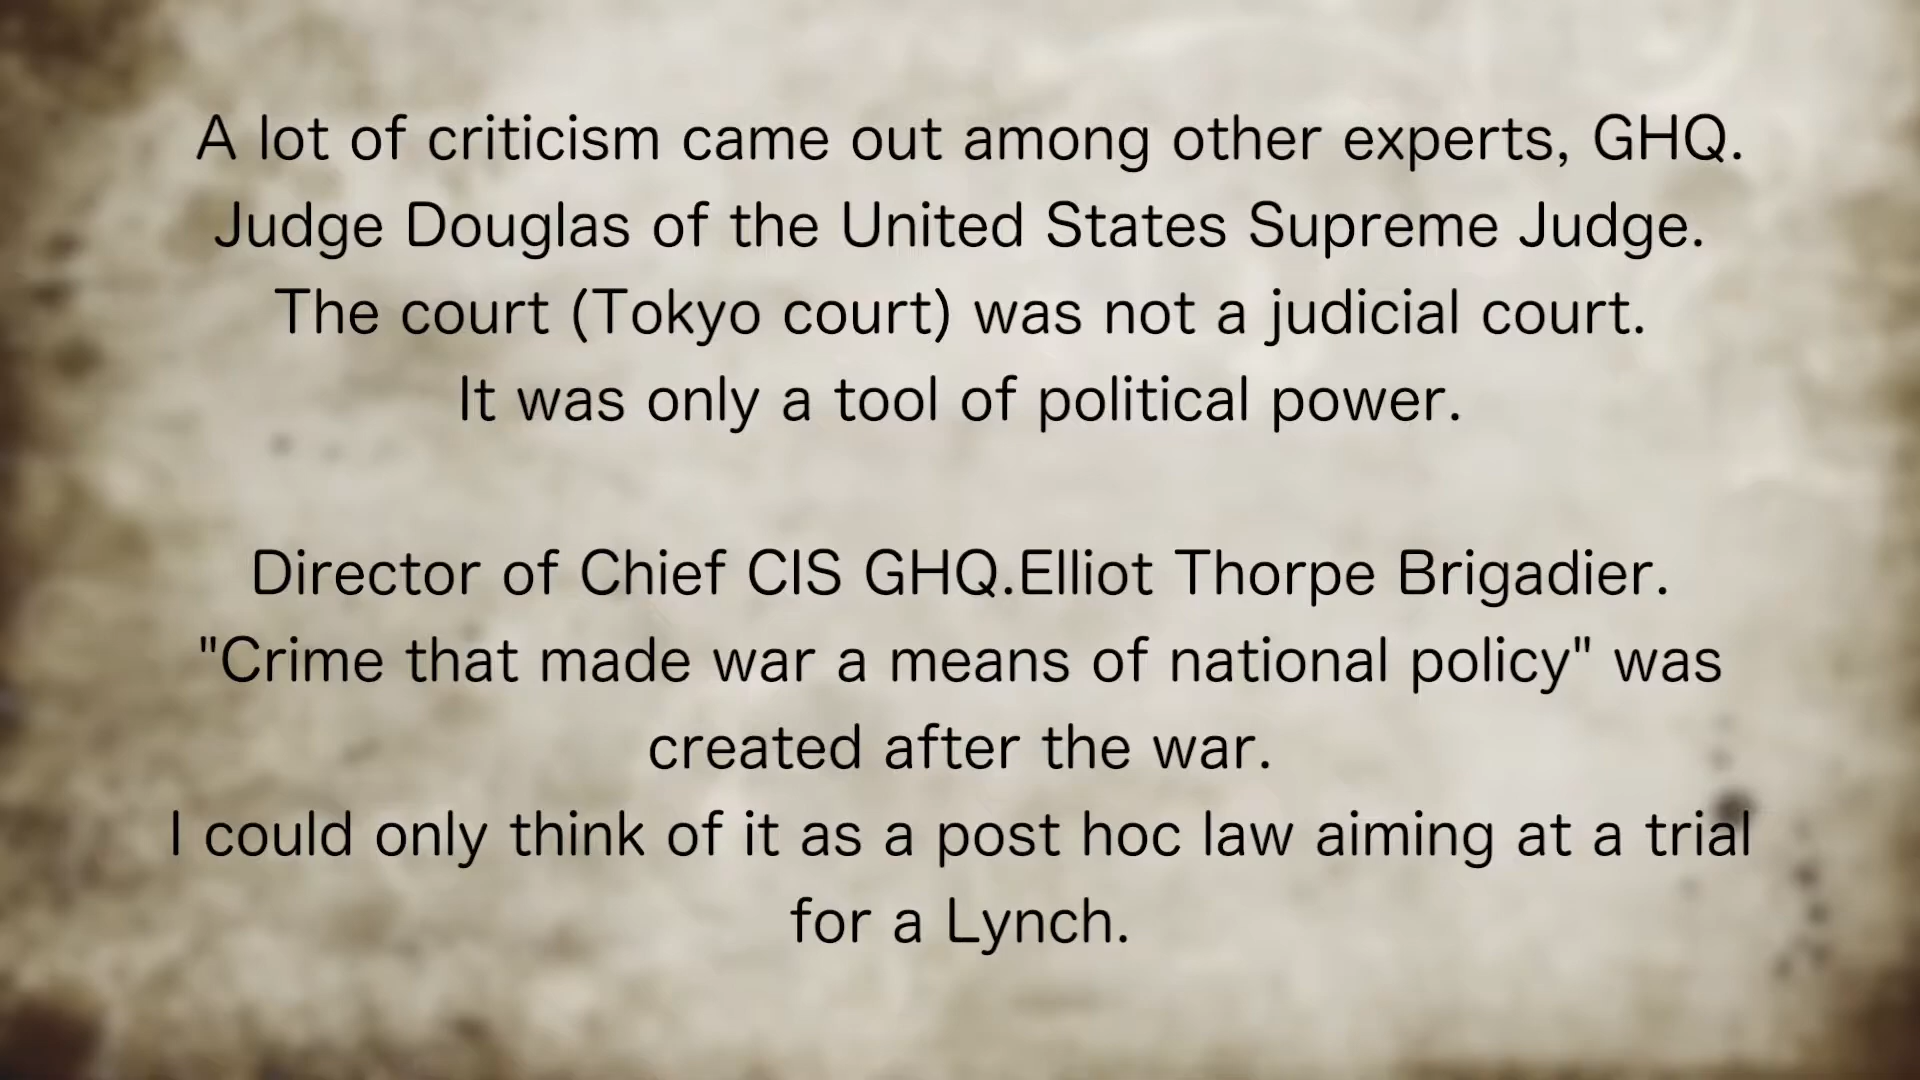 A lot of criticism came out among other experts, GHQ.
Judge Douglas of the United States Supreme Judge.
The court (Tokyo court) was not a judicial court.
It was only a tool of political power.
Director of Chief CIS GHQ.Elliot Thorpe Brigadier.
"Crime that made war a means of national policy" was
created after the war.
I could only think of it as a post hoc law aiming at a trial
for a Lynch.